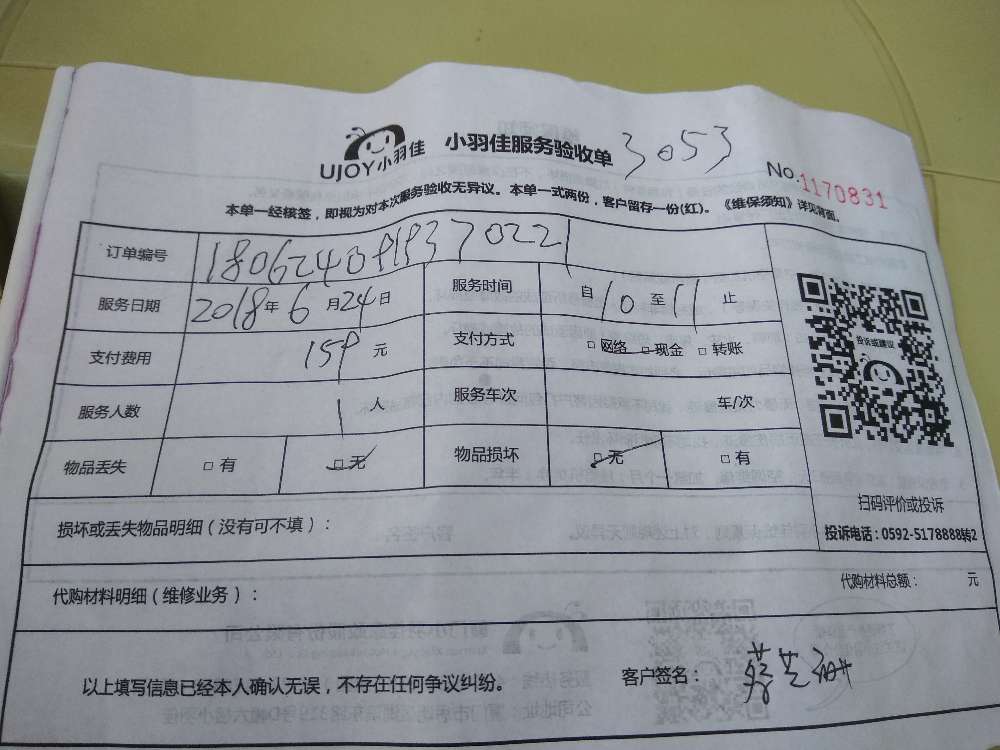 UJOY小羽佳 小羽佳服务验收单 3053
No.1170831
本单一经核签，即视为对本次服务验收无异议。本单一式两份，客户留存一份(红)。《维保须知》详见背面。
订单编号
服务日期 2018年6月24日 服务时间 自10至11止
支付费用 159元 支付方式 □网络 □现金 □转账
服务人数 1人 服务车次 车/次
物品丢失 □有 □无 物品损坏 □无 □有
投诉或建议
扫码评价或投诉
投诉电话：0592-5178888转2
损坏或丢失物品明细（没有可不填）：
代购材料明细（维修业务）：
代购材料总额： 元
以上填写信息已经本人确认无误，不存在任何争议纠纷。
客户签名：